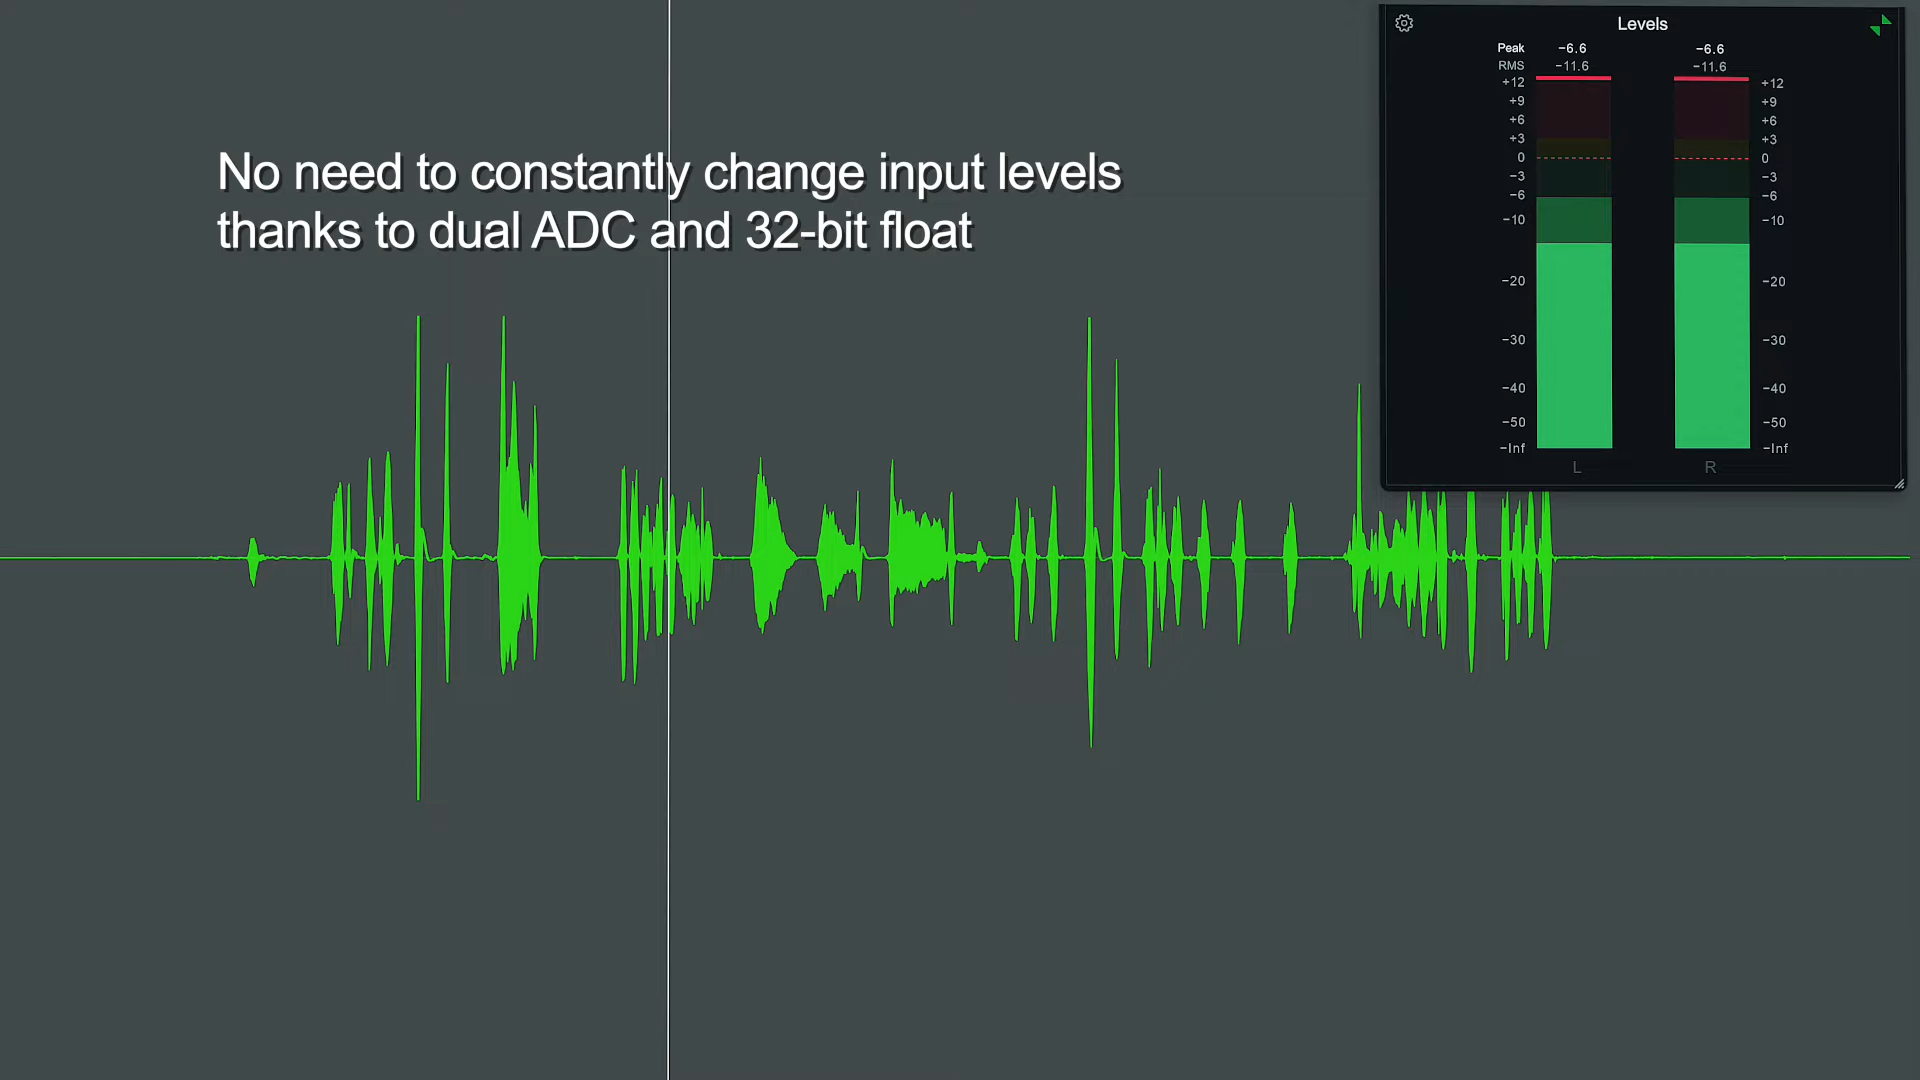 Levels
Peak −6.6 −6.6
RMS −11.6 −11.6
+12 +12
+9 +9
+6 +6
+3 +3
0 0
−3 −3
−6 −6
−10 −10
−20 −20
−30 −30
−40 −40
−50 −50
−Inf −Inf
L R
No need to constantly change input levels
thanks to dual ADC and 32-bit float